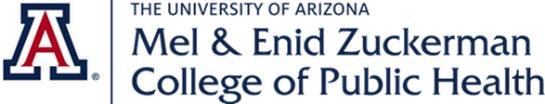 THE UNIVERSITY OF ARIZONA
A® Mel & Enid Zuckerman
College of Public Health